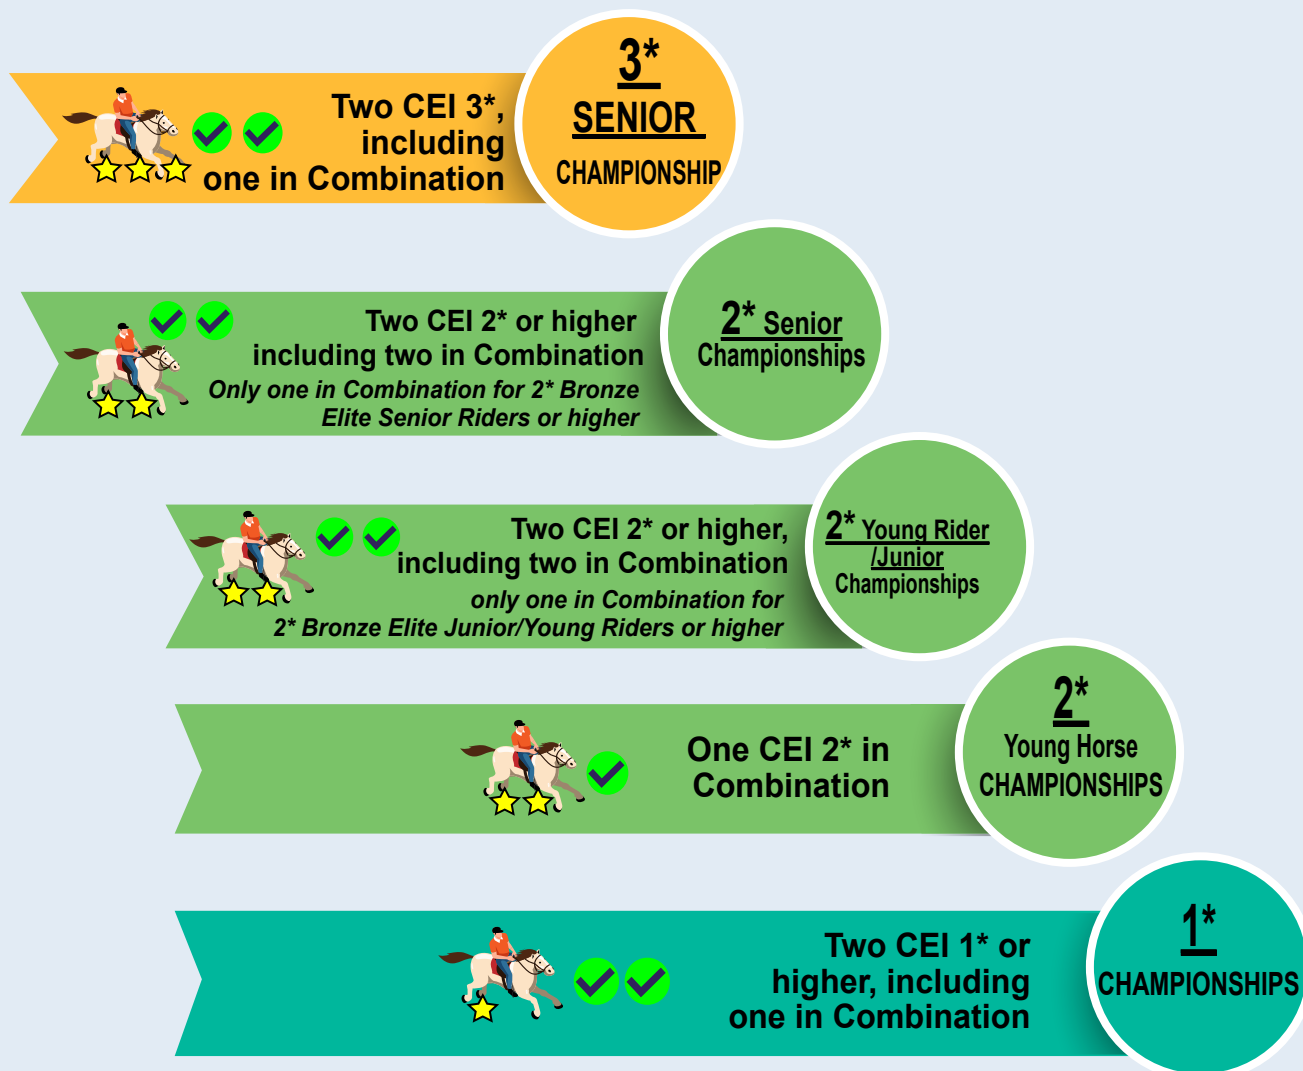 Two CEI 3*,
including
one in Combination
3*
SENIOR
CHAMPIONSHIP
Two CEI 2* or higher
including two in Combination
Only one in Combination for 2* Bronze
Elite Senior Riders or higher
2* Senior
Championships
Two CEI 2* or higher,
including two in Combination
only one in Combination for
2* Bronze Elite Junior/Young Riders or higher
2* Young Rider
/Junior
Championships
One CEI 2* in
Combination
2*
Young Horse
CHAMPIONSHIPS
Two CEI 1* or
higher, including
one in Combination
1*
CHAMPIONSHIPS